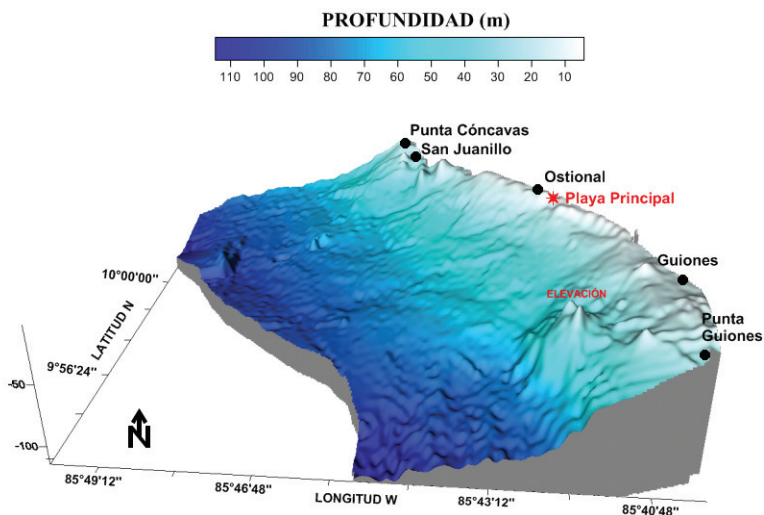 PROFUNDIDAD (m)
110 100 90 80 70 60 50 40 30 20 10
Punta Cóncavas
San Juanillo
Ostional
Playa Principal
Guiones
ELEVACIÓN
Punta
Guiones
10°00'00"
LATITUD N
9°56'24"
-50
-100
N
85°49'12"
85°46'48"
LONGITUD W
85°43'12"
85°40'48"